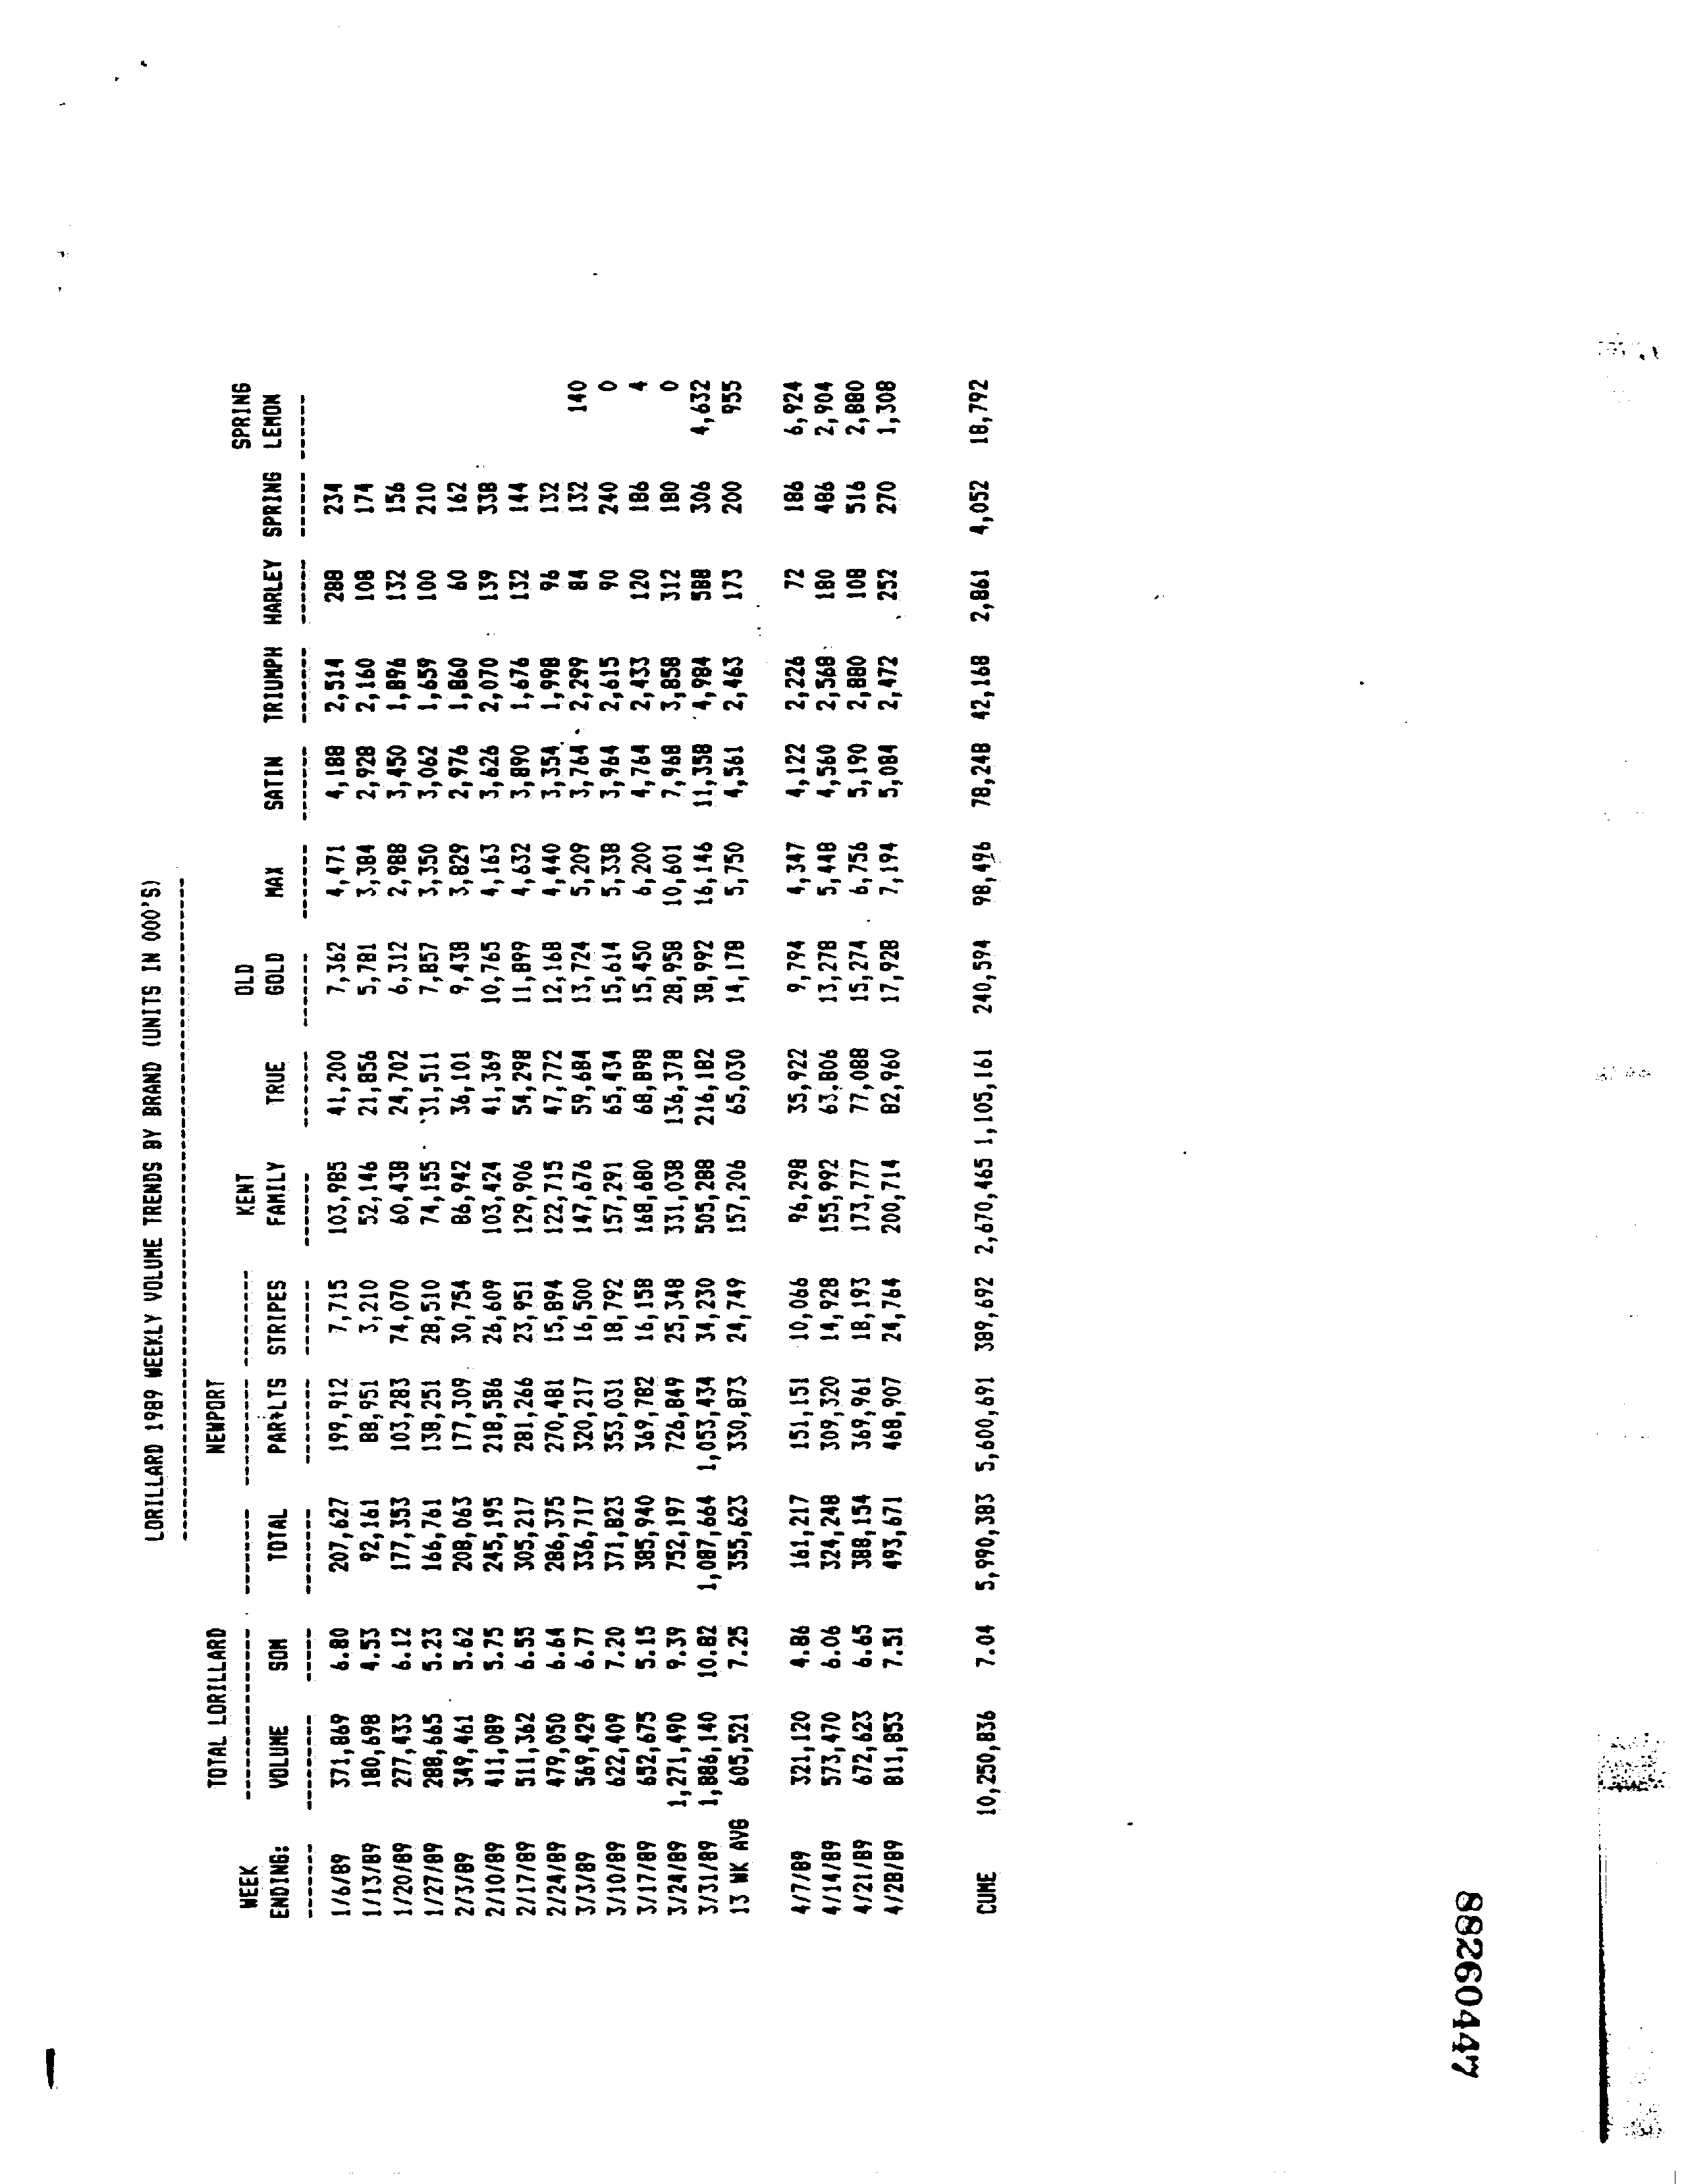 LORILLARD 1989 WEEKLY VOLUME TRENDS BY BRAND (UNITS IN 000'S)
TOTAL LORILLARD NEWPORT
WEEK KENT OLD SPRING
ENDING: VOLUME SOM TOTAL PAR+LTS STRIPES FAMILY TRUE GOLD MAX SATIN TRIUMPH HARLEY SPRING LEMON
1/6/89 371,869 6.80 207,627 199,912 7,715 103,985 41,200 7,362 4,471 4,188 2,514 288 234
1/13/89 180,698 4.53 92,161 88,951 3,210 52,146 21,856 5,781 3,384 2,928 2,160 108 174
1/20/89 277,433 6.12 177,353 103,283 74,070 60,438 24,702 6,312 2,988 3,450 1,896 132 156
1/27/89 288,665 5.23 166,761 138,251 28,510 74,155 31,511 7,857 3,350 3,062 1,659 100 210
2/3/89 349,461 5.62 208,063 177,309 30,754 86,942 36,101 9,438 3,829 2,976 1,860 60 162
2/10/89 411,089 5.75 245,195 218,586 26,609 103,424 41,369 10,765 4,163 3,626 2,070 139 338
2/17/89 511,362 6.55 305,217 281,266 23,951 129,906 54,298 11,899 4,632 3,890 1,676 132 144
2/24/89 479,050 6.64 286,375 270,481 15,894 122,715 47,772 12,168 4,440 3,354 1,998 96 132
3/3/89 569,429 6.77 336,717 320,217 16,500 147,676 59,684 13,724 5,209 3,764 2,299 84 132 140
3/10/89 622,409 7.20 371,823 353,031 18,792 157,291 65,434 15,614 5,338 3,964 2,615 90 240 0
3/17/89 652,675 5.15 385,940 369,782 16,158 168,680 68,898 15,450 6,200 4,764 2,433 120 186 4
3/24/89 1,271,490 9.39 752,197 726,849 25,348 331,038 136,378 28,958 10,601 7,968 3,858 312 180 0
3/31/89 1,886,140 10.82 1,087,664 1,053,434 34,230 505,288 216,182 38,992 16,146 11,358 4,984 588 306 4,632
13 WK AVG 605,521 7.25 355,623 330,873 24,749 157,206 65,030 14,178 5,750 4,561 2,463 173 200 955
4/7/89 321,120 4.86 161,217 151,151 10,066 96,298 35,922 9,794 4,347 4,122 2,226 72 186 6,924
4/14/89 573,470 6.06 324,248 309,320 14,928 155,992 63,806 13,278 5,448 4,560 2,568 180 486 2,904
4/21/89 672,623 6.65 388,154 369,961 18,193 173,777 77,088 15,274 6,756 5,190 2,880 108 516 2,880
4/28/89 811,853 7.51 493,671 468,907 24,764 200,714 82,960 17,928 7,194 5,084 2,472 252 270 1,308
CUME 10,250,836 7.04 5,990,383 5,600,691 389,692 2,670,465 1,105,161 240,594 98,496 78,248 42,168 2,861 4,052 18,792
88260447